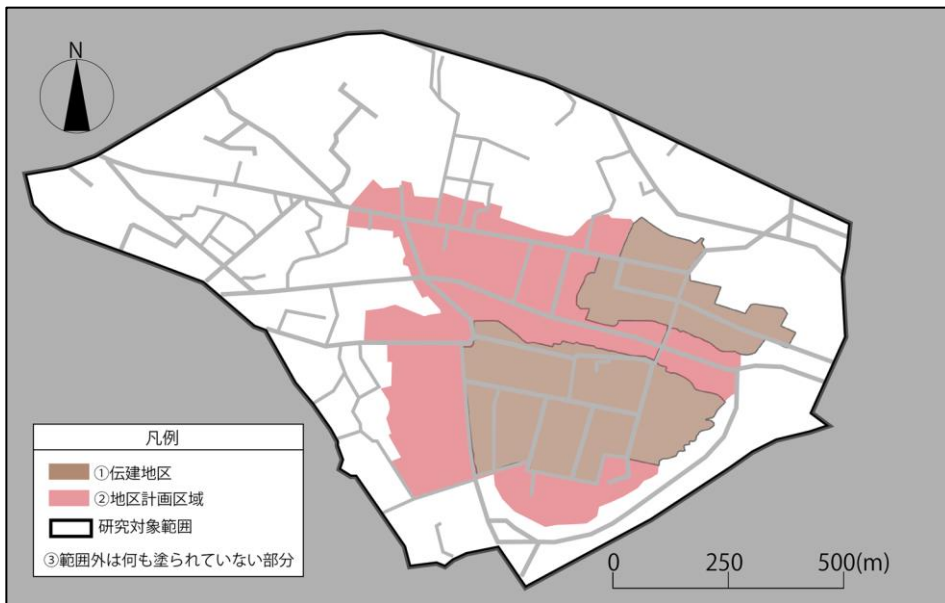 N
凡例
①伝建地区
②地区計画区域
研究対象範囲
③範囲外は何も塗られていない部分
0 250 500(m)